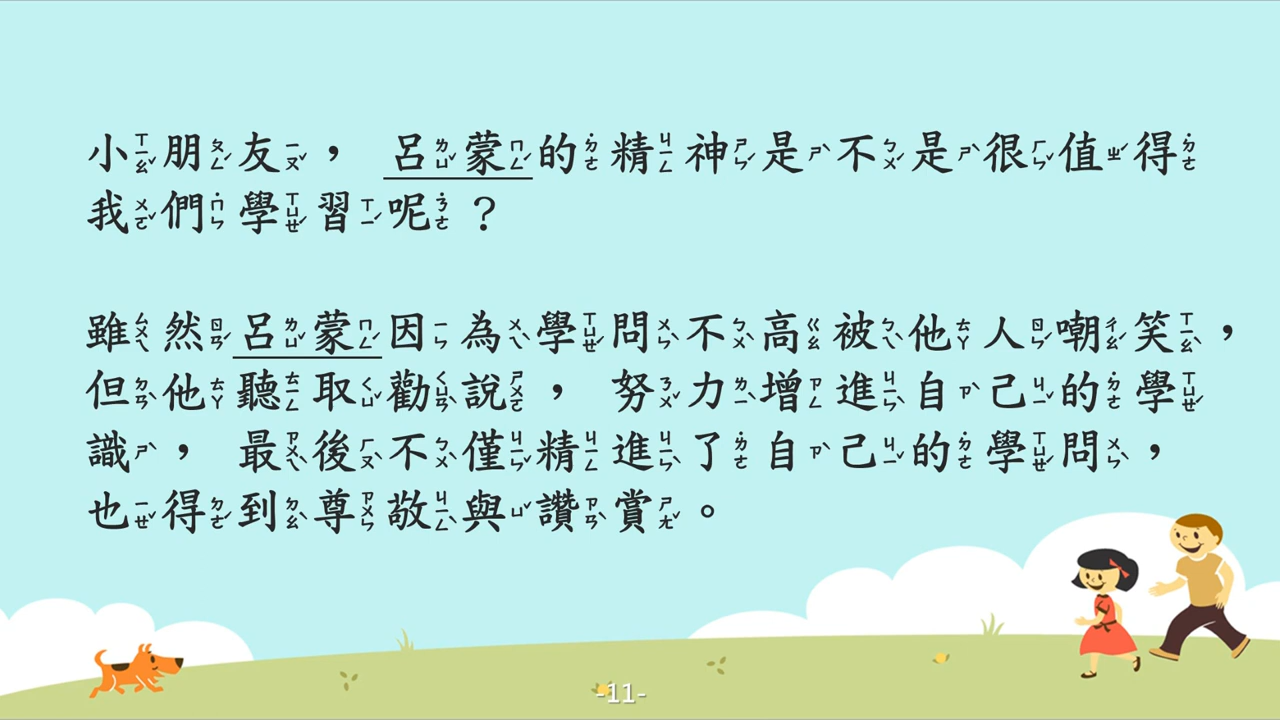 小朋友，呂蒙的精神是不是很值得
我們學習呢？
雖然呂蒙因為學問不高被他人嘲笑，
但他聽取勸說，努力增進自己的學
識，最後不僅精進了自己的學問，
也得到尊敬與讚賞。
-11-